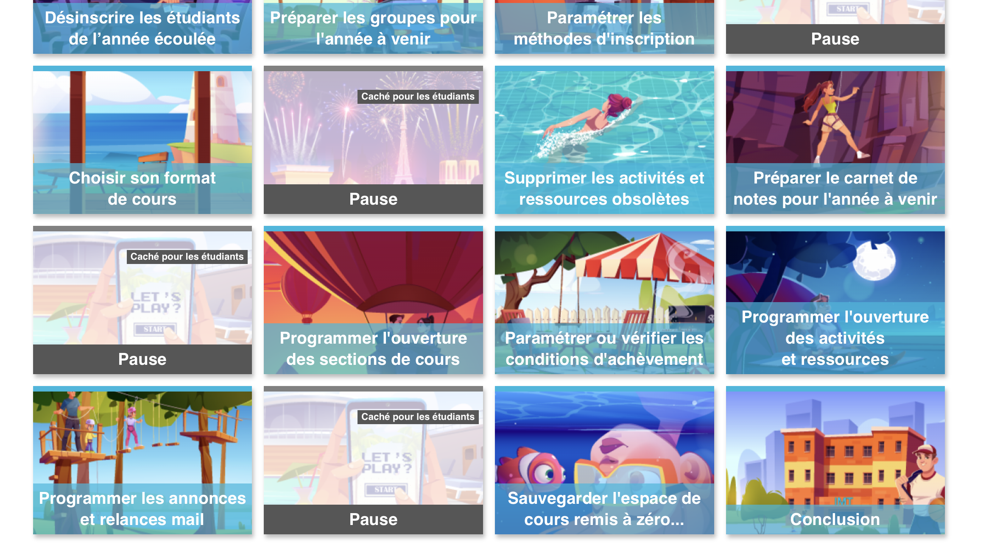 START
Désinscrire les étudiants
de l’année écoulée
Préparer les groupes pour
l'année à venir
Paramétrer les
méthodes d'inscription
Pause
Choisir son format
de cours
Caché pour les étudiants
Pause
Supprimer les activités et
ressources obsolètes
Préparer le carnet de
notes pour l'année à venir
Caché pour les étudiants
LET 'S
PLAY ?
START
Pause
Programmer l'ouverture
des sections de cours
Paramétrer ou vérifier les
conditions d'achèvement
Programmer l'ouverture
des activités
et ressources
Programmer les annonces
et relances mail
Caché pour les étudiants
LET 'S
PLAY ?
START
Pause
Sauvegarder l'espace de
cours remis à zéro...
IMT
Conclusion